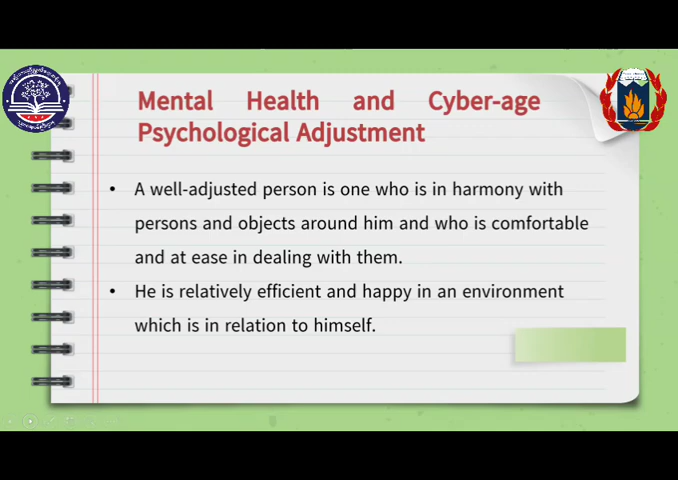 Mental Health and Cyber-age
Psychological Adjustment
• A well-adjusted person is one who is in harmony with
persons and objects around him and who is comfortable
and at ease in dealing with them.
• He is relatively efficient and happy in an environment
which is in relation to himself.